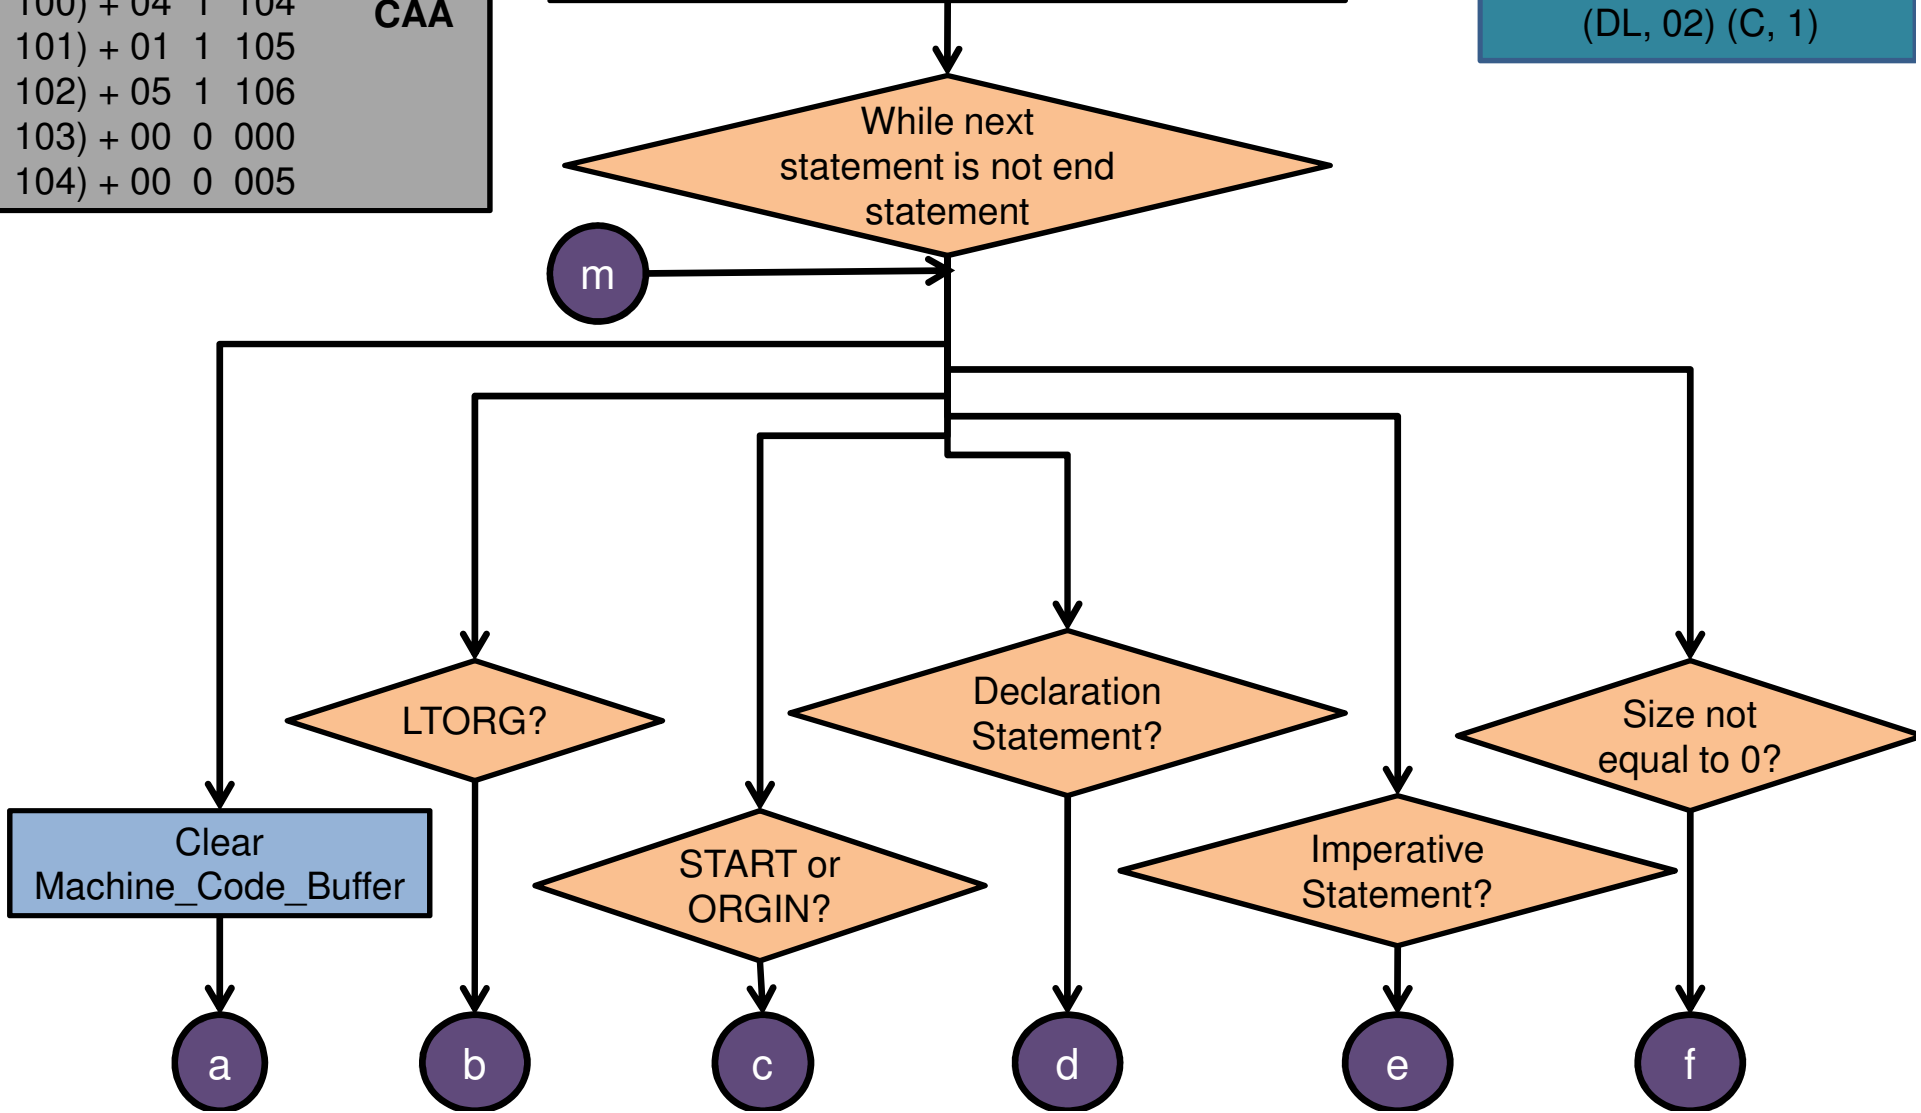 100) + 04 1 104
CAA
101) + 01 1 105
102) + 05 1 106
103) + 00 0 000
104) + 00 0 005
(DL, 02) (C, 1)
While next
statement is not end
statement
m
LTORG?
Declaration
Statement?
Size not
equal to 0?
Clear
Machine_Code_Buffer
START or
ORGIN?
Imperative
Statement?
a
b
c
d
e
f